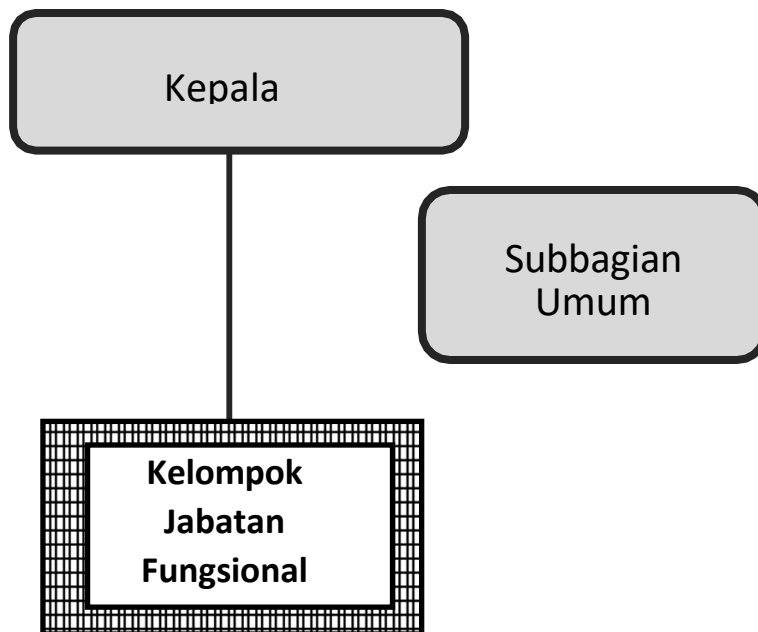 Kepala
Subbagian
Umum
Kelompok
Jabatan
Fungsional